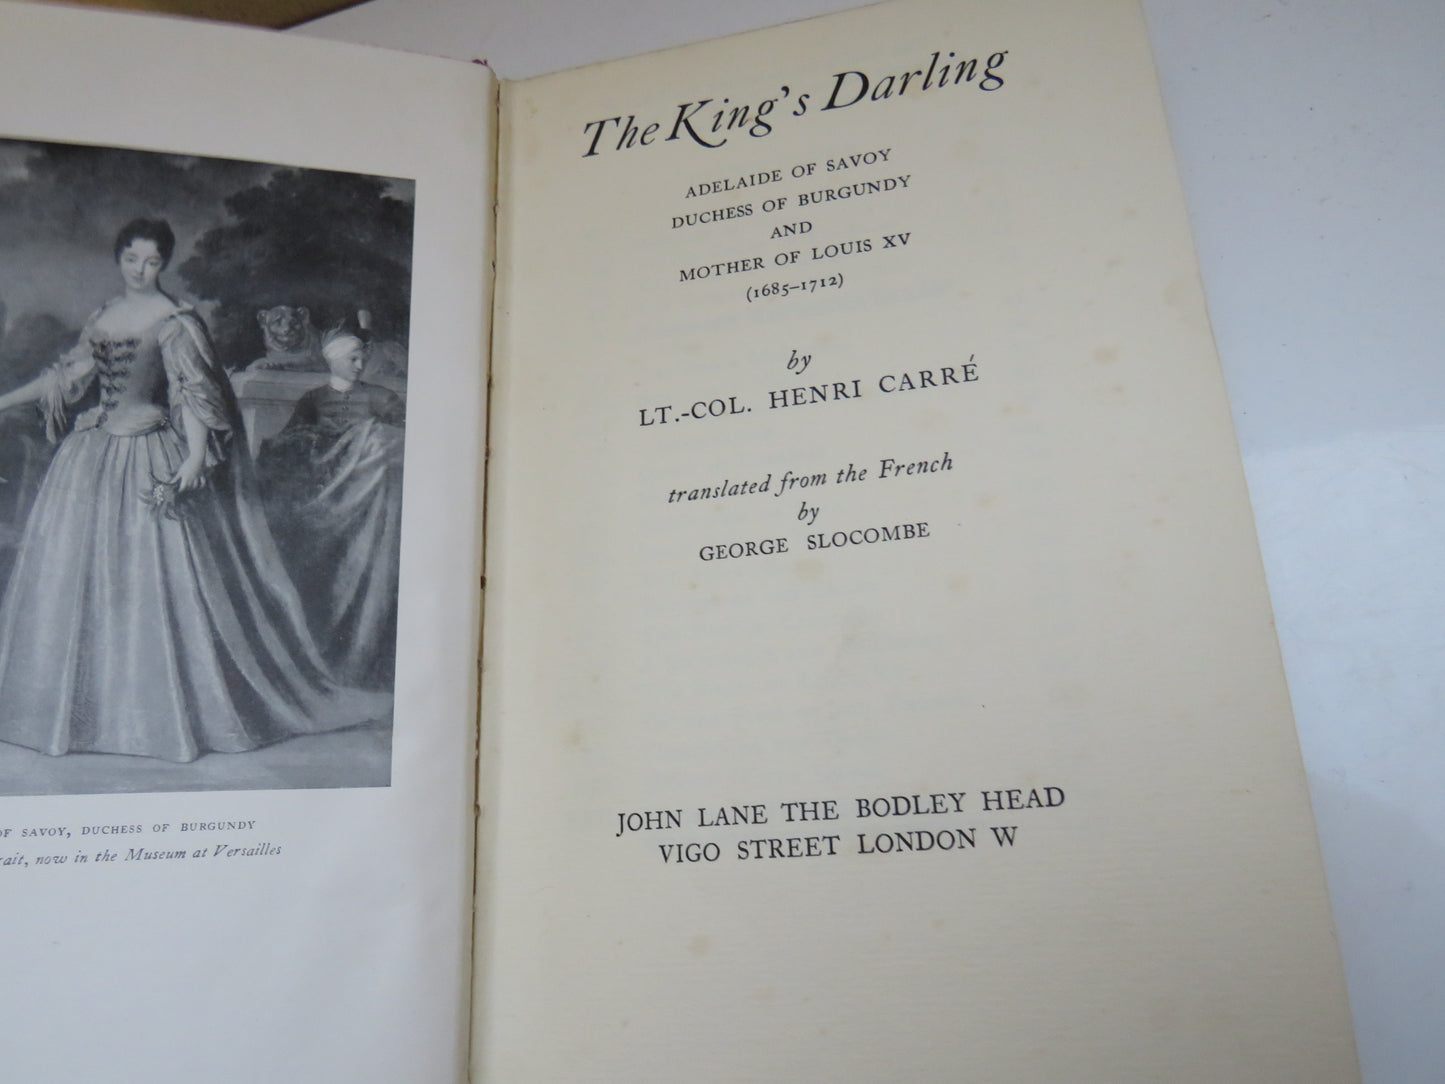 OF SAVOY, DUCHESS OF BURGUNDY
now in the Museum at Versailles
The King's Darling
ADELAIDE OF SAVOY
DUCHESS OF BURGUNDY
AND
MOTHER OF LOUIS XV
(1685–1712)
by
LT.-COL. HENRI CARRÉ
translated from the French
by
GEORGE SLOCOMBE
JOHN LANE THE BODLEY HEAD
VIGO STREET LONDON W